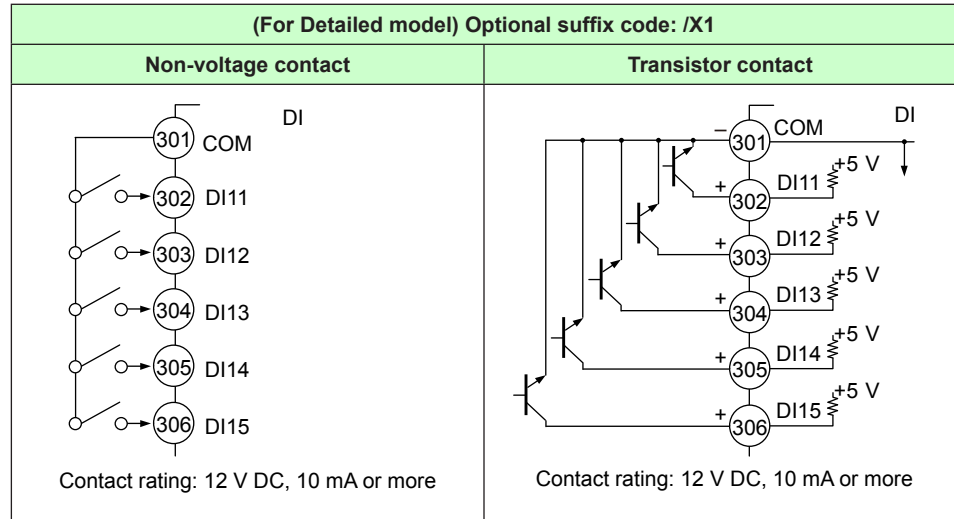 (For Detailed model) Optional suffix code: /X1
Non-voltage contact
DI
301 COM
302 DI11
303 DI12
304 DI13
305 DI14
306 DI15
Contact rating: 12 V DC, 10 mA or more
Transistor contact
– 301 COM DI
+ 302 DI11 +5 V
+ 303 DI12 +5 V
+ 304 DI13 +5 V
+ 305 DI14 +5 V
+ 306 DI15 +5 V
Contact rating: 12 V DC, 10 mA or more